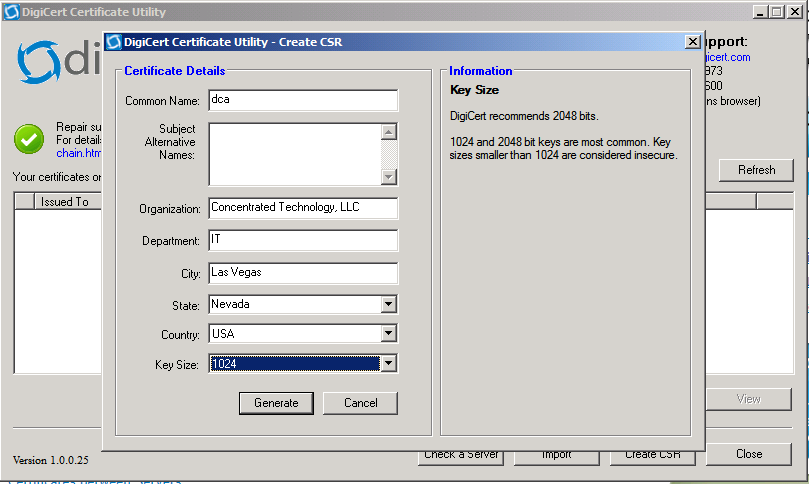 DigiCert Certificate Utility
DigiCert Certificate Utility - Create CSR
Certificate Details
Common Name: dca
Subject
Alternative
Names:
Organization: Concentrated Technology, LLC
Department: IT
City: Las Vegas
State: Nevada
Country: USA
Key Size: 1024
Generate Cancel
Information
Key Size
DigiCert recommends 2048 bits.
1024 and 2048 bit keys are most common. Key
sizes smaller than 1024 are considered insecure.
di
pport:
gicert.com
973
600
ns browser)
Repair su
For detail
chain.htm
Refresh
Your certificates on
Issued To
View
Version 1.0.0.25
Check a Server Import Create CSR Close